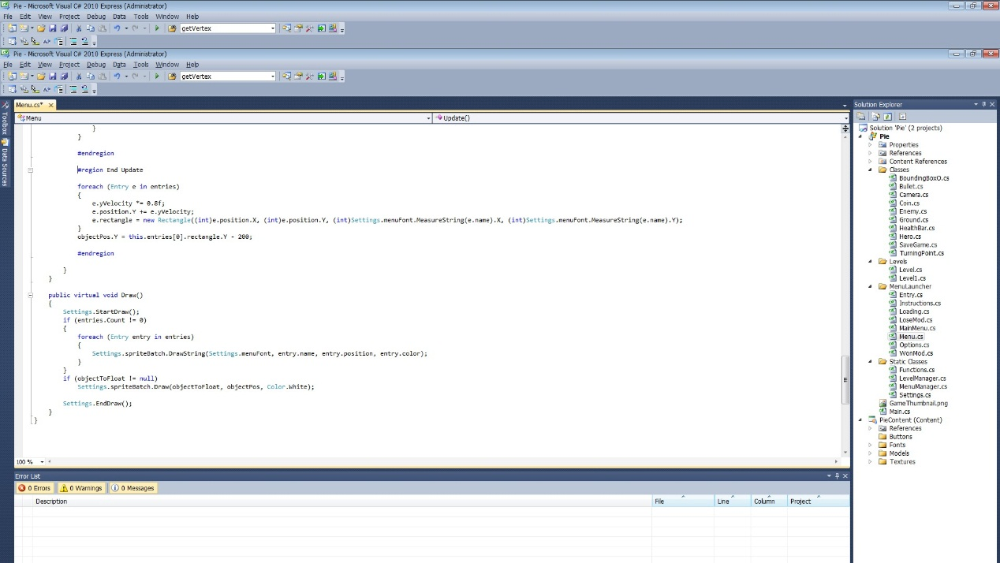 Pie - Microsoft Visual C# 2010 Express (Administrator)
File Edit View Project Debug Data Tools Window Help
getVertex
Pie - Microsoft Visual C# 2010 Express (Administrator)
File Edit View Project Debug Data Tools Window Help
getVertex
Toolbox
Data Sources
Menu.cs*
Menu
Update()
}
}
#endregion
#region End Update
foreach (Entry e in entries)
{
e.yVelocity *= 0.8f;
e.position.Y += e.yVelocity;
e.rectangle = new Rectangle((int)e.position.X, (int)e.position.Y, (int)Settings.menuFont.MeasureString(e.name).X, (int)Settings.menuFont.MeasureString(e.name).Y);
}
objectPos.Y = this.entries[0].rectangle.Y - 200;
#endregion
}
}
public virtual void Draw()
{
Settings.StartDraw();
if (entries.Count != 0)
{
foreach (Entry entry in entries)
{
Settings.spriteBatch.DrawString(Settings.menuFont, entry.name, entry.position, entry.color);
}
}
if (objectToFloat != null)
Settings.spriteBatch.Draw(objectToFloat, objectPos, Color.White);
Settings.EndDraw();
}
}
100 %
Error List
0 Errors
0 Warnings
0 Messages
Description File Line Column Project
Solution Explorer
Solution 'Pie' (2 projects)
Pie
Properties
References
Content References
Classes
BoundingBoxO.cs
Bullet.cs
Camera.cs
Coin.cs
Enemy.cs
Ground.cs
HealthBar.cs
Hero.cs
SaveGame.cs
TurningPoint.cs
Levels
Level.cs
Level1.cs
MenuLauncher
Entry.cs
Instructions.cs
Loading.cs
LoseMod.cs
MainMenu.cs
Menu.cs
Options.cs
WonMod.cs
Static Classes
Functions.cs
LevelManager.cs
MenuManager.cs
Settings.cs
GameThumbnail.png
Main.cs
PieContent (Content)
References
Buttons
Fonts
Models
Textures